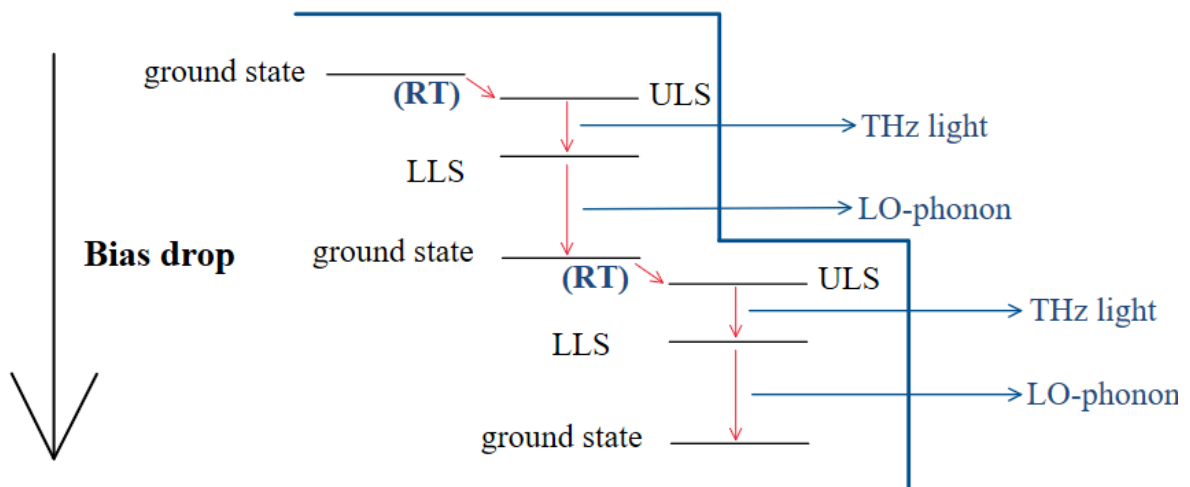 ground state
(RT)
ULS
THz light
LLS
LO-phonon
Bias drop
ground state
(RT)
ULS
THz light
LLS
LO-phonon
ground state